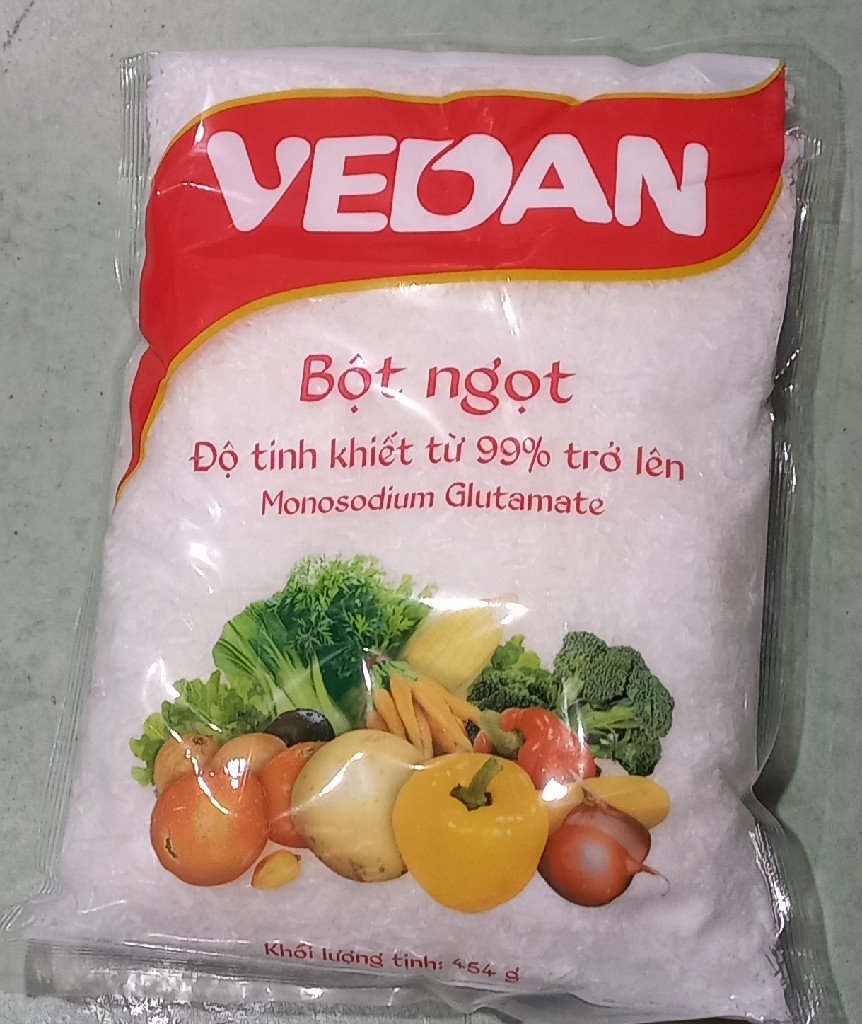 VEDAN
Bột ngọt
Độ tinh khiết từ 99% trở lên
Monosodium Glutamate
Khối lượng tịnh: 454 g